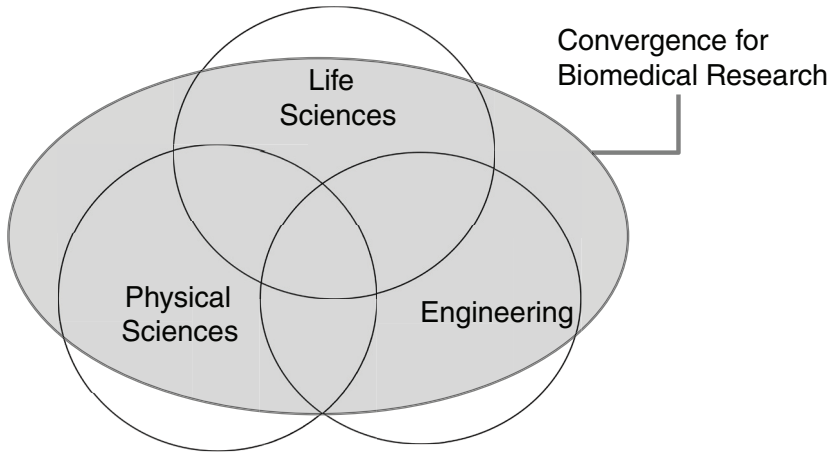 Convergence for
Biomedical Research
Life
Sciences
Physical
Sciences
Engineering